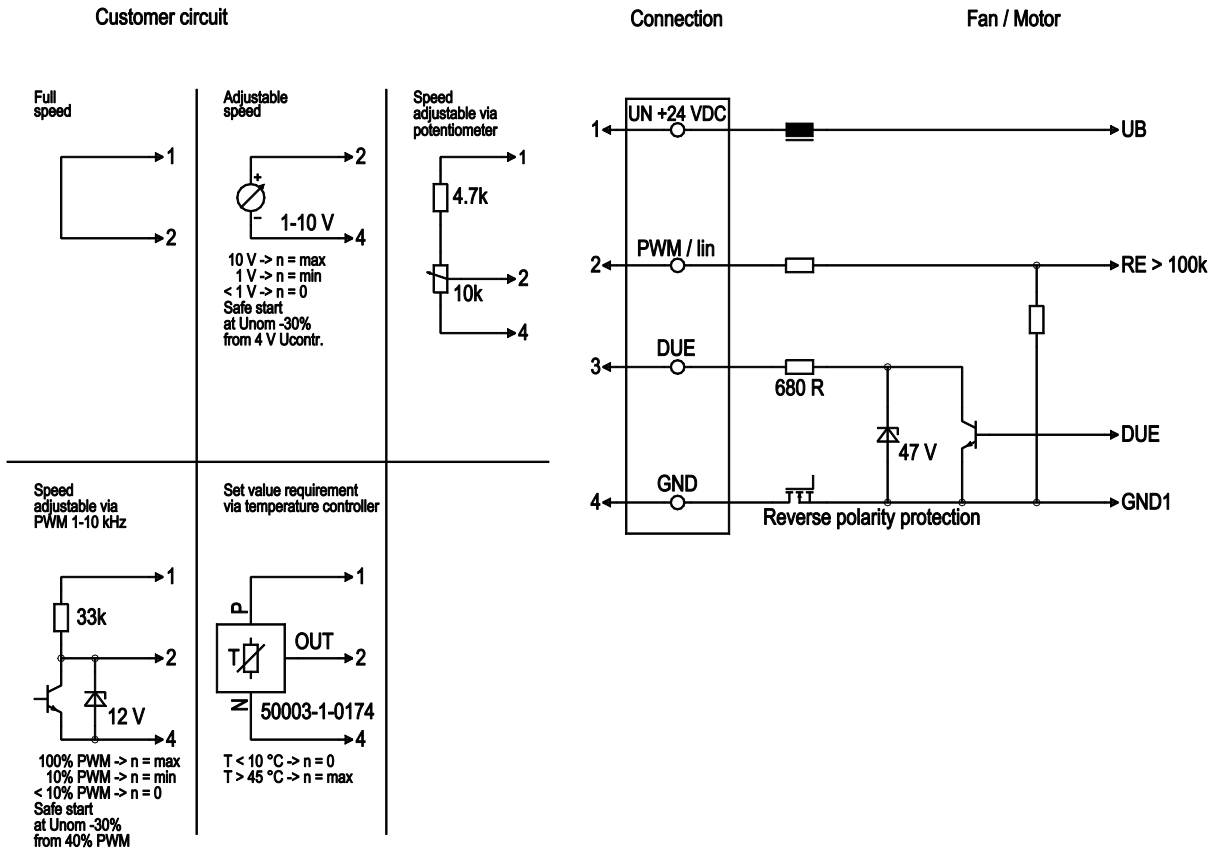 Customer circuit
Connection
Fan / Motor
Full
speed
1
2
Adjustable
speed
2
+
–
1-10 V
4
10 V -> n = max
1 V -> n = min
< 1 V -> n = 0
Safe start
at Unom -30%
from 4 V Ucontr.
Speed
adjustable via
potentiometer
1
4.7k
2
10k
4
Speed
adjustable via
PWM 1-10 kHz
1
33k
2
12 V
4
100% PWM -> n = max
10% PWM -> n = min
< 10% PWM -> n = 0
Safe start
at Unom -30%
from 40% PWM
Set value requirement
via temperature controller
1
P
T
OUT
2
N
50003-1-0174
4
T < 10 °C -> n = 0
T > 45 °C -> n = max
UN +24 VDC
1
UB
PWM / lin
2
RE > 100k
DUE
3
680 R
47 V
DUE
GND
4
GND1
Reverse polarity protection